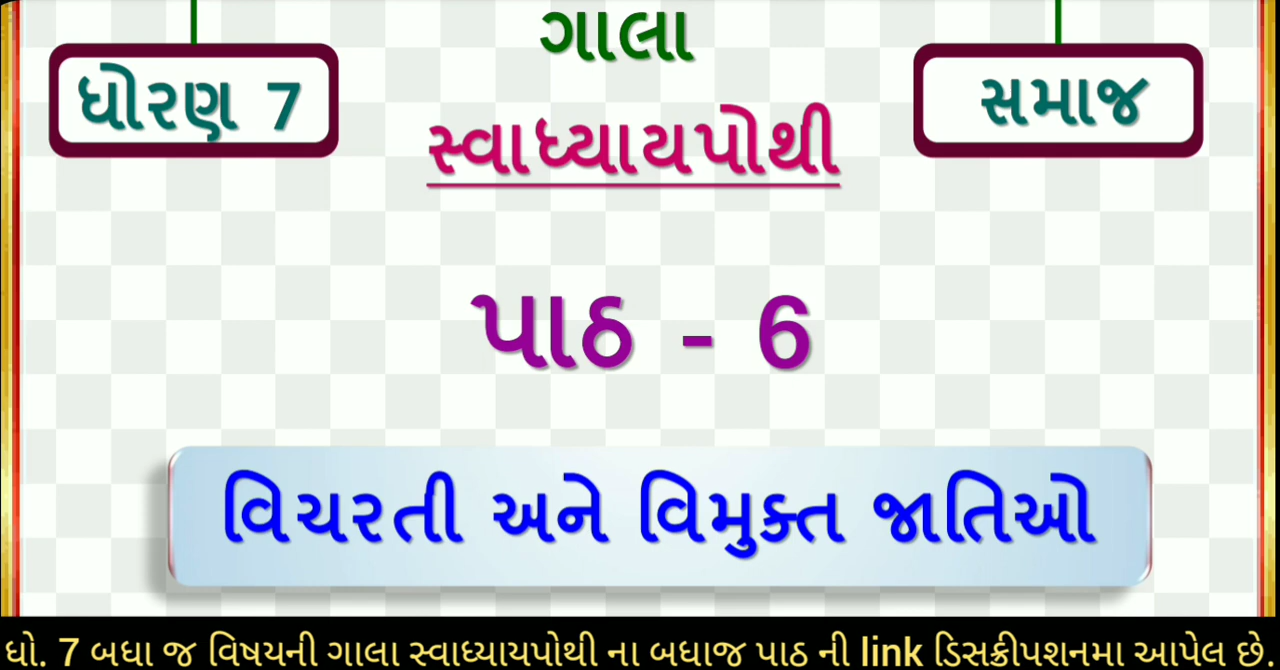 ગાલા
ધોરણ 7
સમાજ
સ્વાધ્યાયપોથી
પાઠ - 6
વિચરતી અને વિમુક્ત જાતિઓ
ધો. 7 બધા જ વિષયની ગાલા સ્વાધ્યાયપોથી ના બધાજ પાઠ ની link ડિસક્રીપશનમા આપેલ છે.